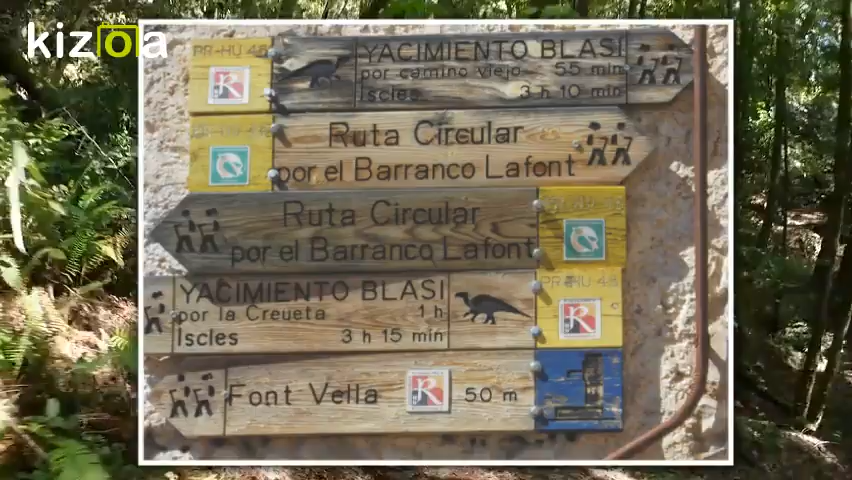 kizoa
PR-HU 48
YACIMIENTO BLASI
por camino viejo 55 min
Iscles 3 h 10 min
R
Ruta Circular
por el Barranco Lafont
Ruta Circular
por el Barranco Lafont
PR-HU 48
YACIMIENTO BLASI
por la Creueta 1 h
Iscles 3 h 15 min
R
Font Vella R 50 m